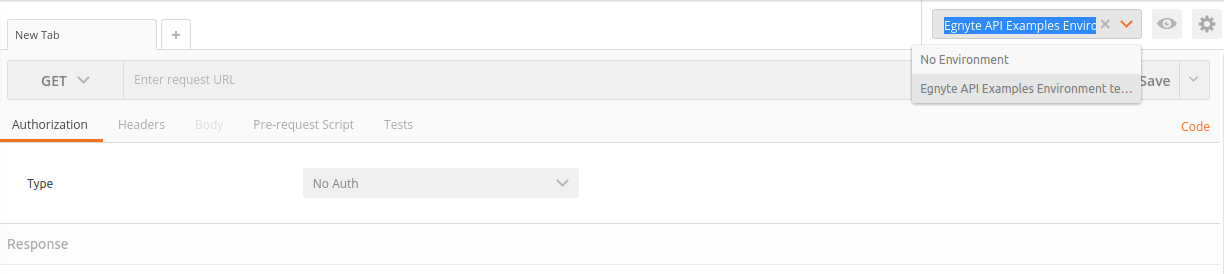 New Tab
+
Egnyte API Examples Enviro
No Environment
Egnyte API Examples Environment te...
GET
Enter request URL
Save
Authorization
Headers
Body
Pre-request Script
Tests
Code
Type
No Auth
Response